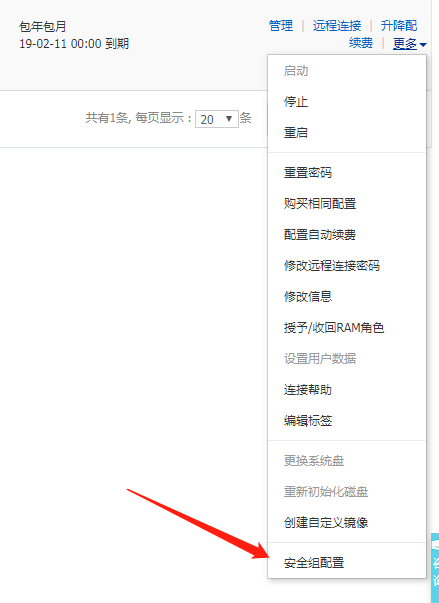 包年包月
19-02-11 00:00 到期
管理 | 远程连接 | 升降配
续费 | 更多
共有1条, 每页显示: 20 条
启动
停止
重启
重置密码
购买相同配置
配置自动续费
修改远程连接密码
修改信息
授予/收回RAM角色
设置用户数据
连接帮助
编辑标签
更换系统盘
重新初始化磁盘
创建自定义镜像
安全组配置